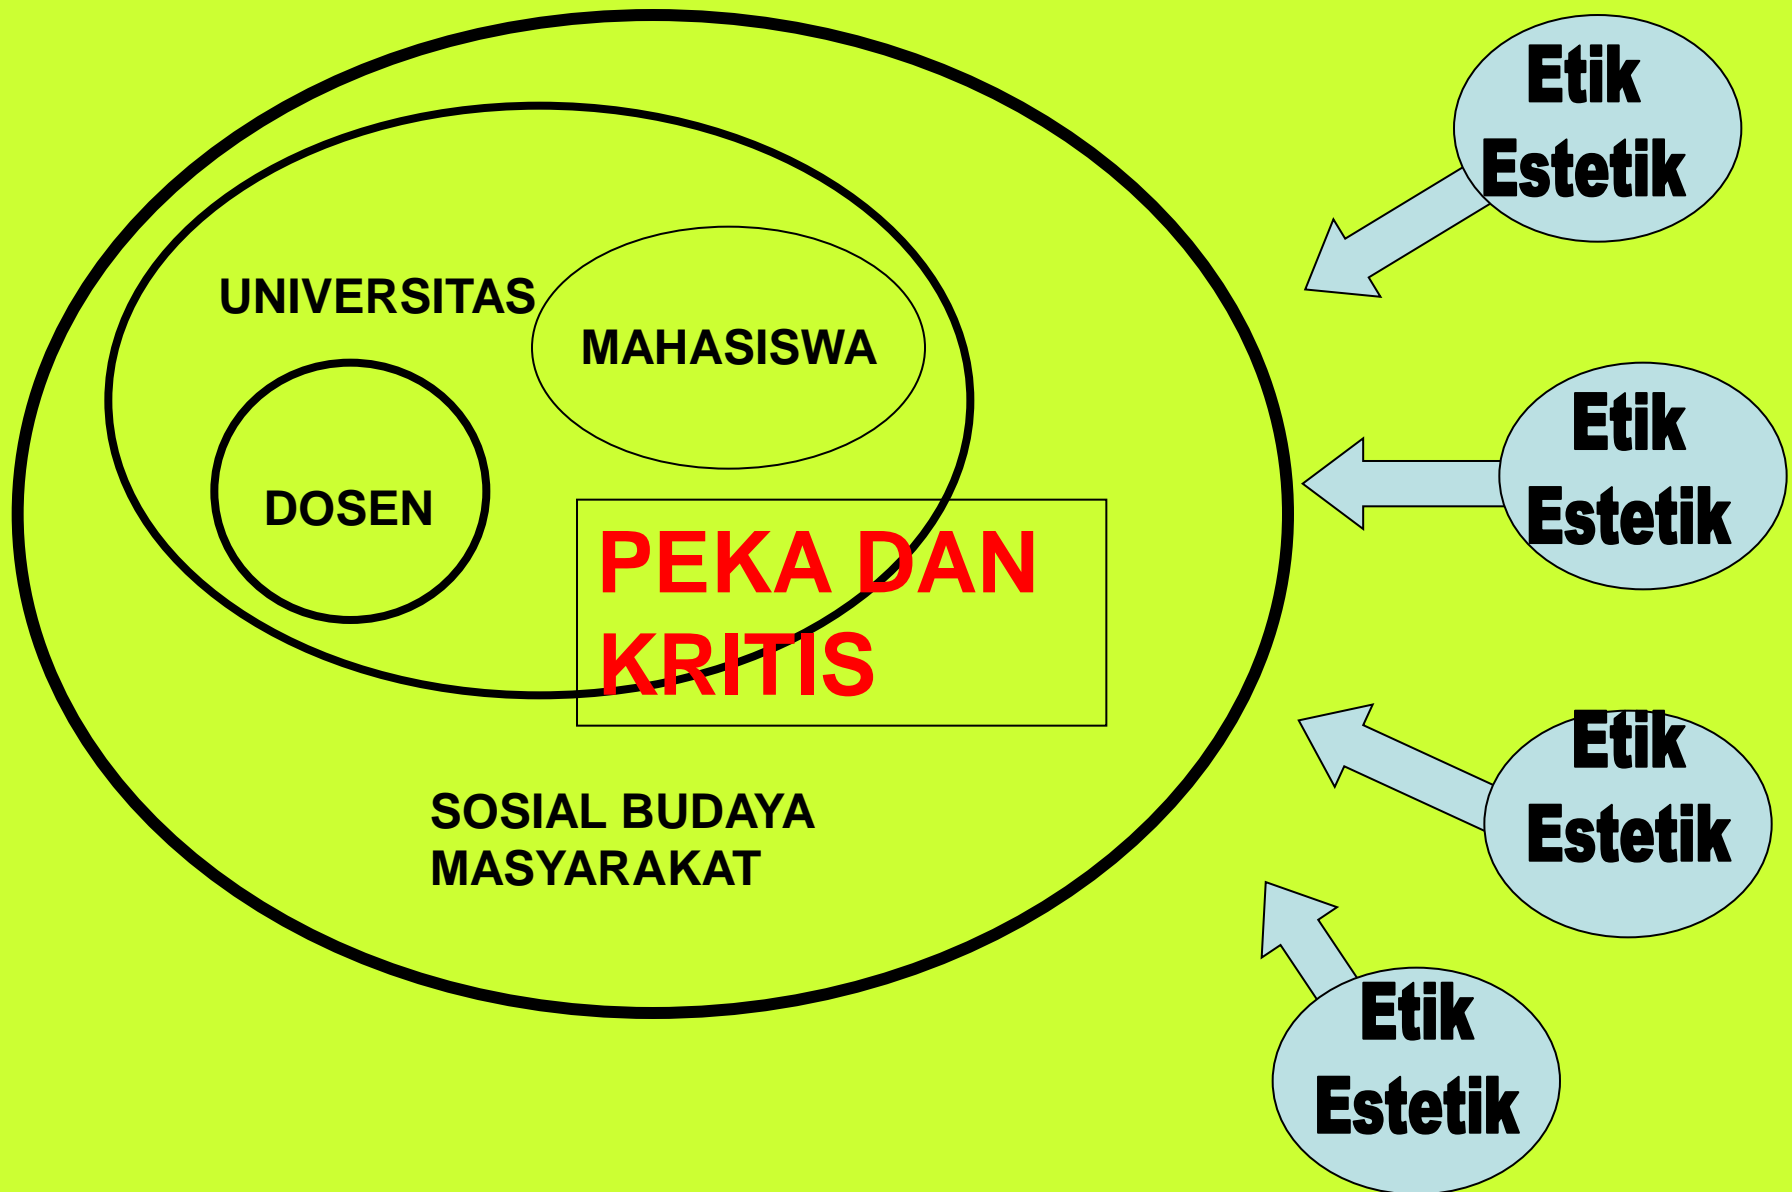 UNIVERSITAS
MAHASISWA
DOSEN
PEKA DAN
KRITIS
SOSIAL BUDAYA
MASYARAKAT
Etik
Estetik
Etik
Estetik
Etik
Estetik
Etik
Estetik